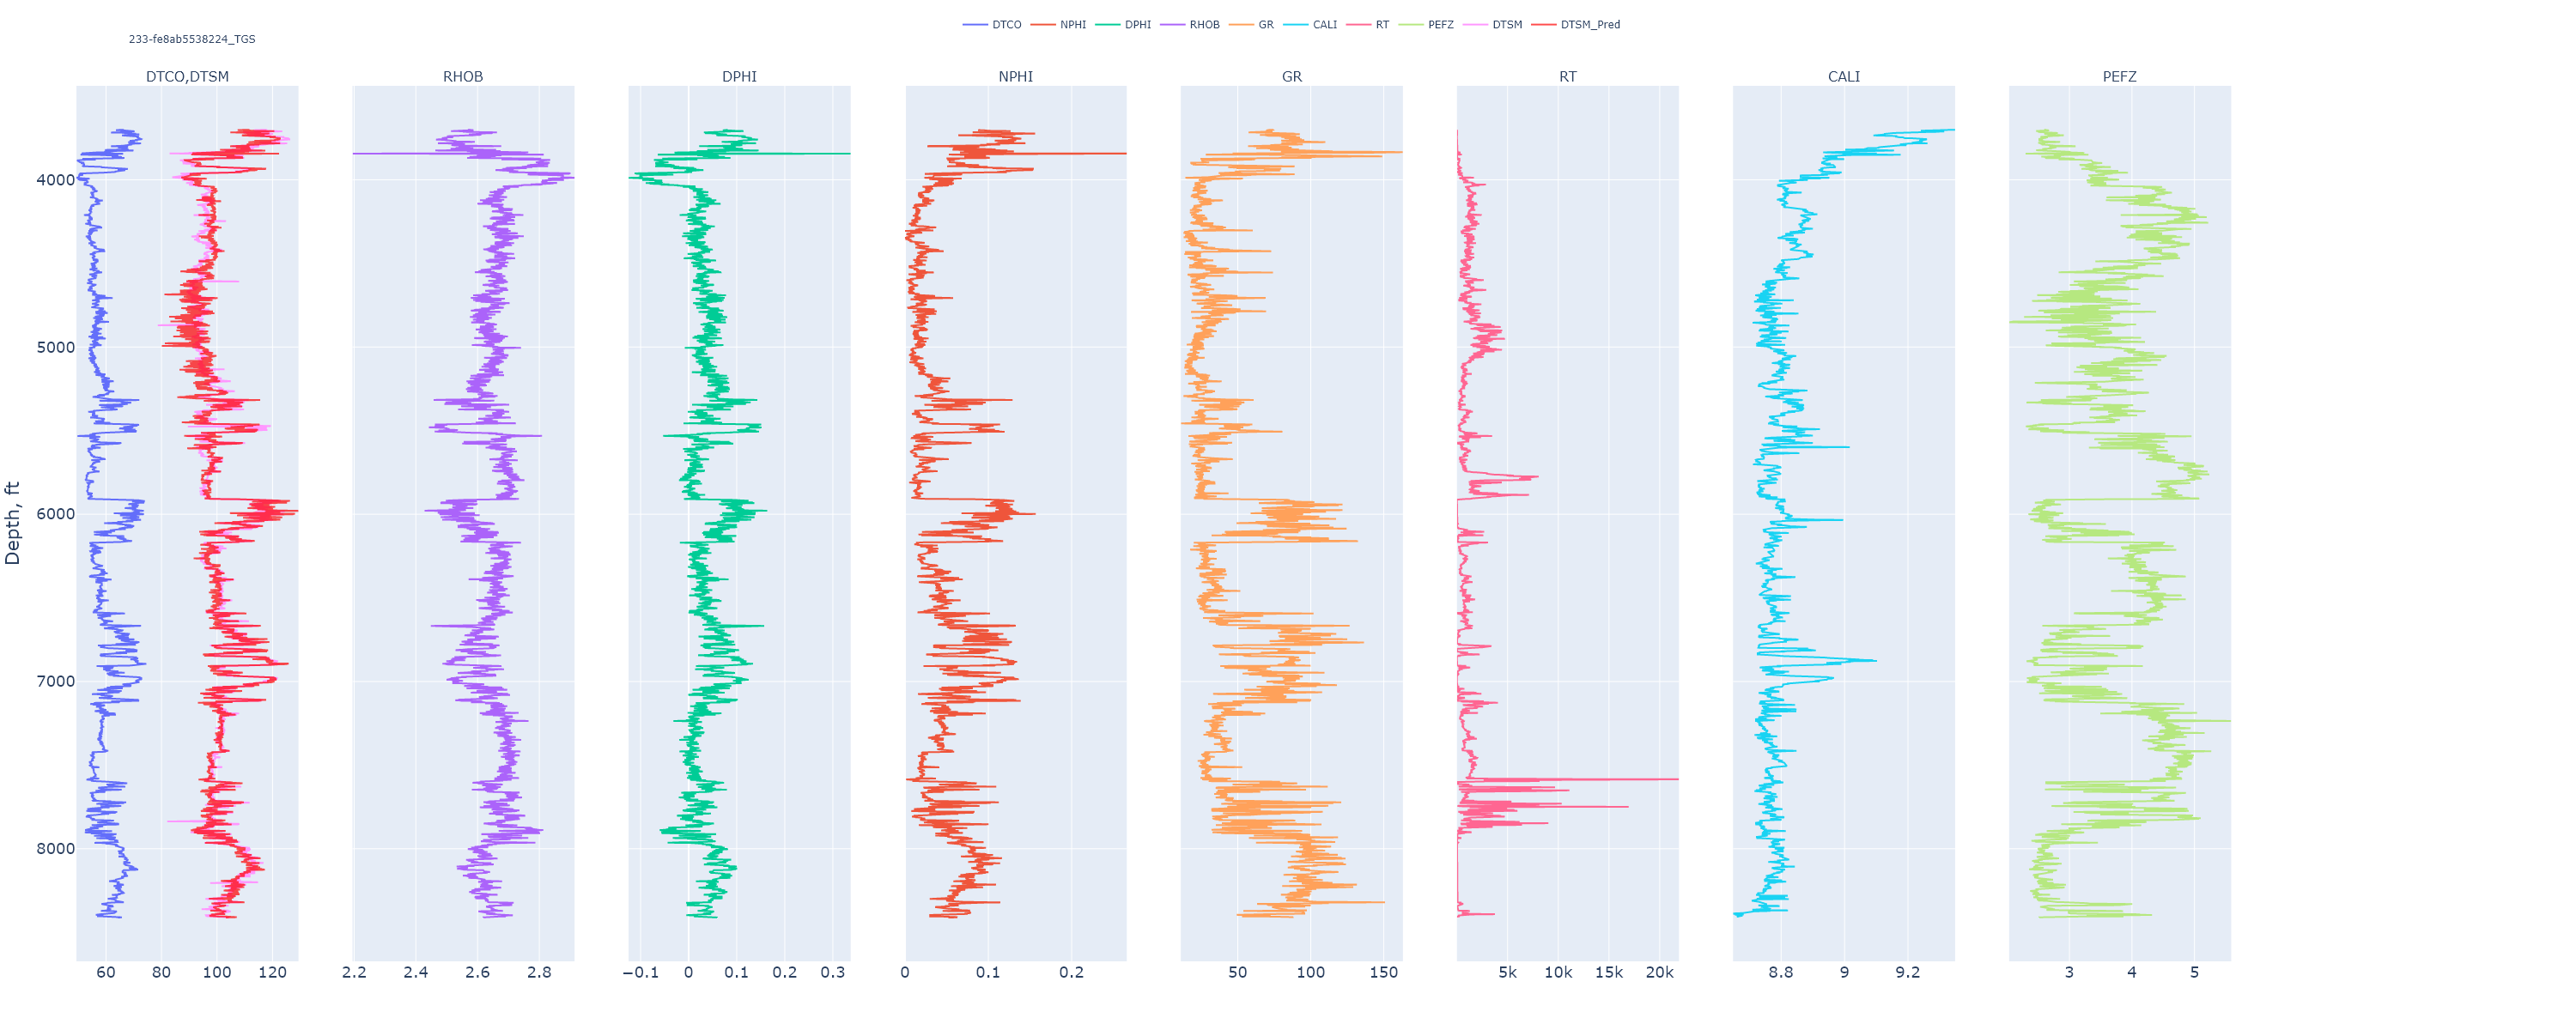 DTCO NPHI DPHI RHOB GR CALI RT PEFZ DTSM DTSM_Pred
233-fe8ab5538224_TGS
DTCO,DTSM RHOB DPHI NPHI GR RT CALI PEFZ
4000
5000
6000
7000
8000
Depth, ft
60 80 100 120 2.2 2.4 2.6 2.8 −0.1 0 0.1 0.2 0.3 0 0.1 0.2 50 100 150 5k 10k 15k 20k 8.8 9 9.2 3 4 5